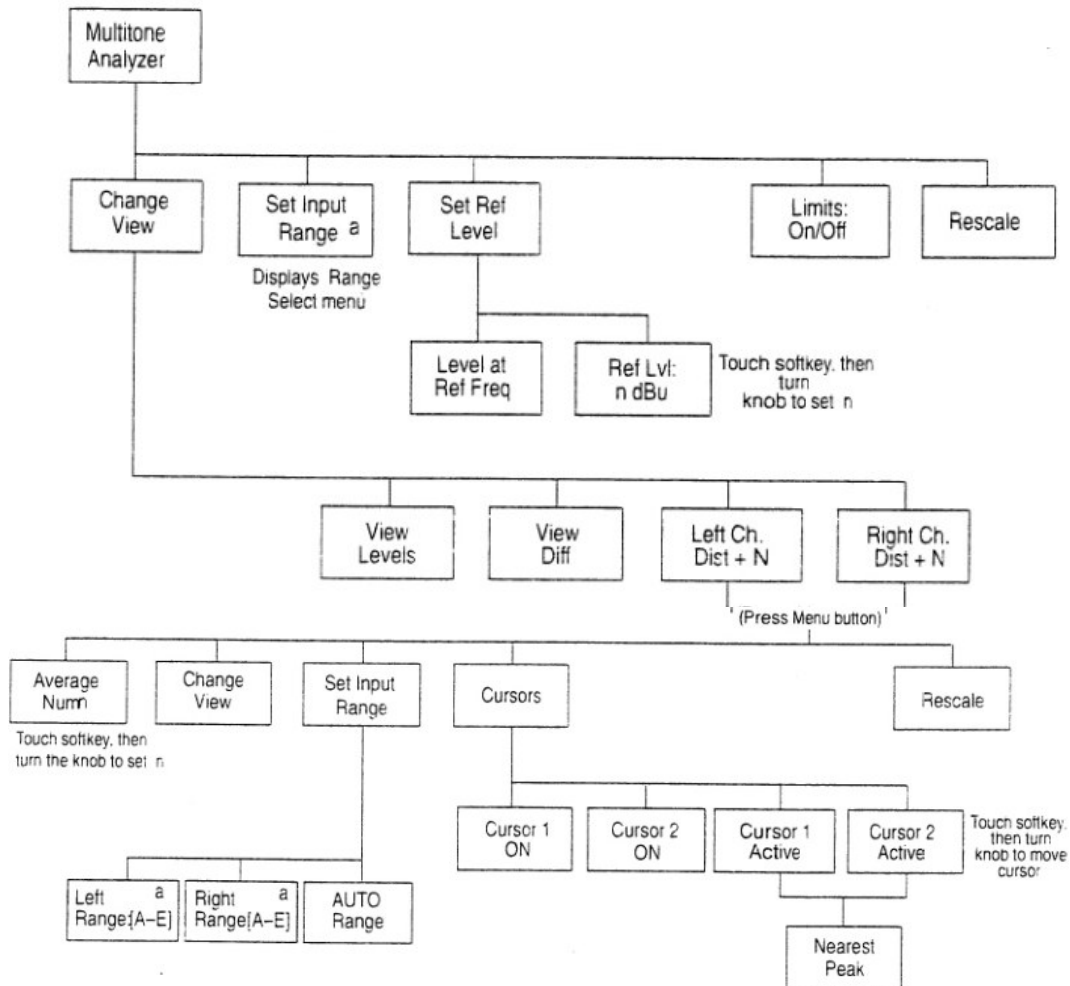 Multitone
Analyzer
Change
View
Set Input
Range a
Displays Range
Select menu
Set Ref
Level
Limits:
On/Off
Rescale
Level at
Ref Freq
Ref Lvl:
n dBu
Touch softkey, then
turn
knob to set n
View
Levels
View
Diff
Left Ch.
Dist + N
Right Ch.
Dist + N
(Press Menu button)
Average
Numn
Touch softkey, then
turn the knob to set n
Change
View
Set Input
Range
Cursors
Rescale
Cursor 1
ON
Cursor 2
ON
Cursor 1
Active
Cursor 2
Active
Touch softkey,
then turn
knob to move
cursor
Left a
Range:[A–E]
Right a
Range[A–E]
AUTO
Range
Nearest
Peak